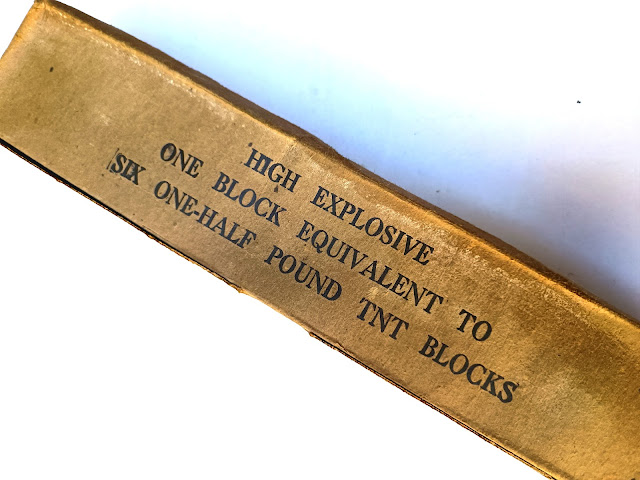 HIGH EXPLOSIVE
ONE BLOCK EQUIVALENT TO
SIX ONE-HALF POUND TNT BLOCKS